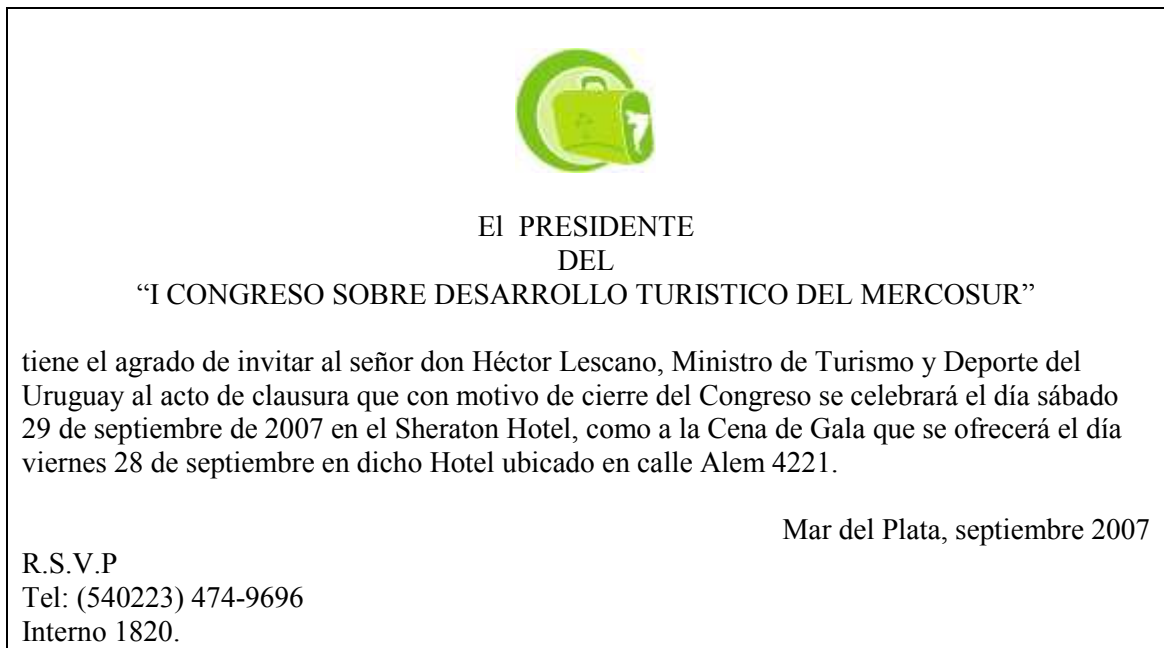 El PRESIDENTE
DEL
“I CONGRESO SOBRE DESARROLLO TURISTICO DEL MERCOSUR”
tiene el agrado de invitar al señor don Héctor Lescano, Ministro de Turismo y Deporte del
Uruguay al acto de clausura que con motivo de cierre del Congreso se celebrará el día sábado
29 de septiembre de 2007 en el Sheraton Hotel, como a la Cena de Gala que se ofrecerá el día
viernes 28 de septiembre en dicho Hotel ubicado en calle Alem 4221.
Mar del Plata, septiembre 2007
R.S.V.P
Tel: (540223) 474-9696
Interno 1820.